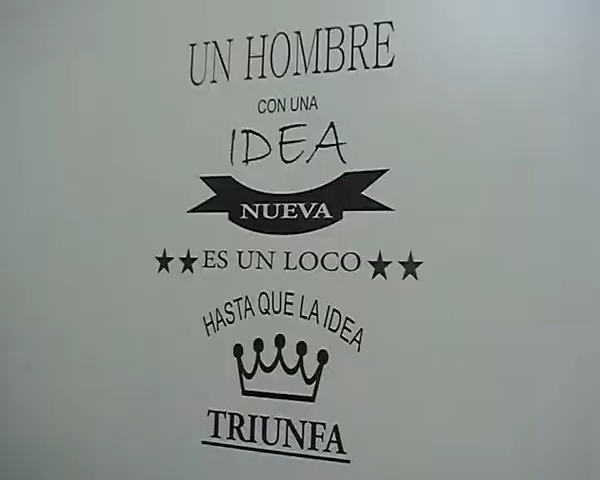 UN HOMBRE
CON UNA
IDEA
NUEVA
ES UN LOCO
HASTA QUE LA IDEA
TRIUNFA